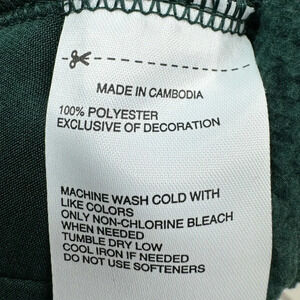 MADE IN CAMBODIA
100% POLYESTER
EXCLUSIVE OF DECORATION
MACHINE WASH COLD WITH
LIKE COLORS
ONLY NON-CHLORINE BLEACH
WHEN NEEDED
TUMBLE DRY LOW
COOL IRON IF NEEDED
DO NOT USE SOFTENERS